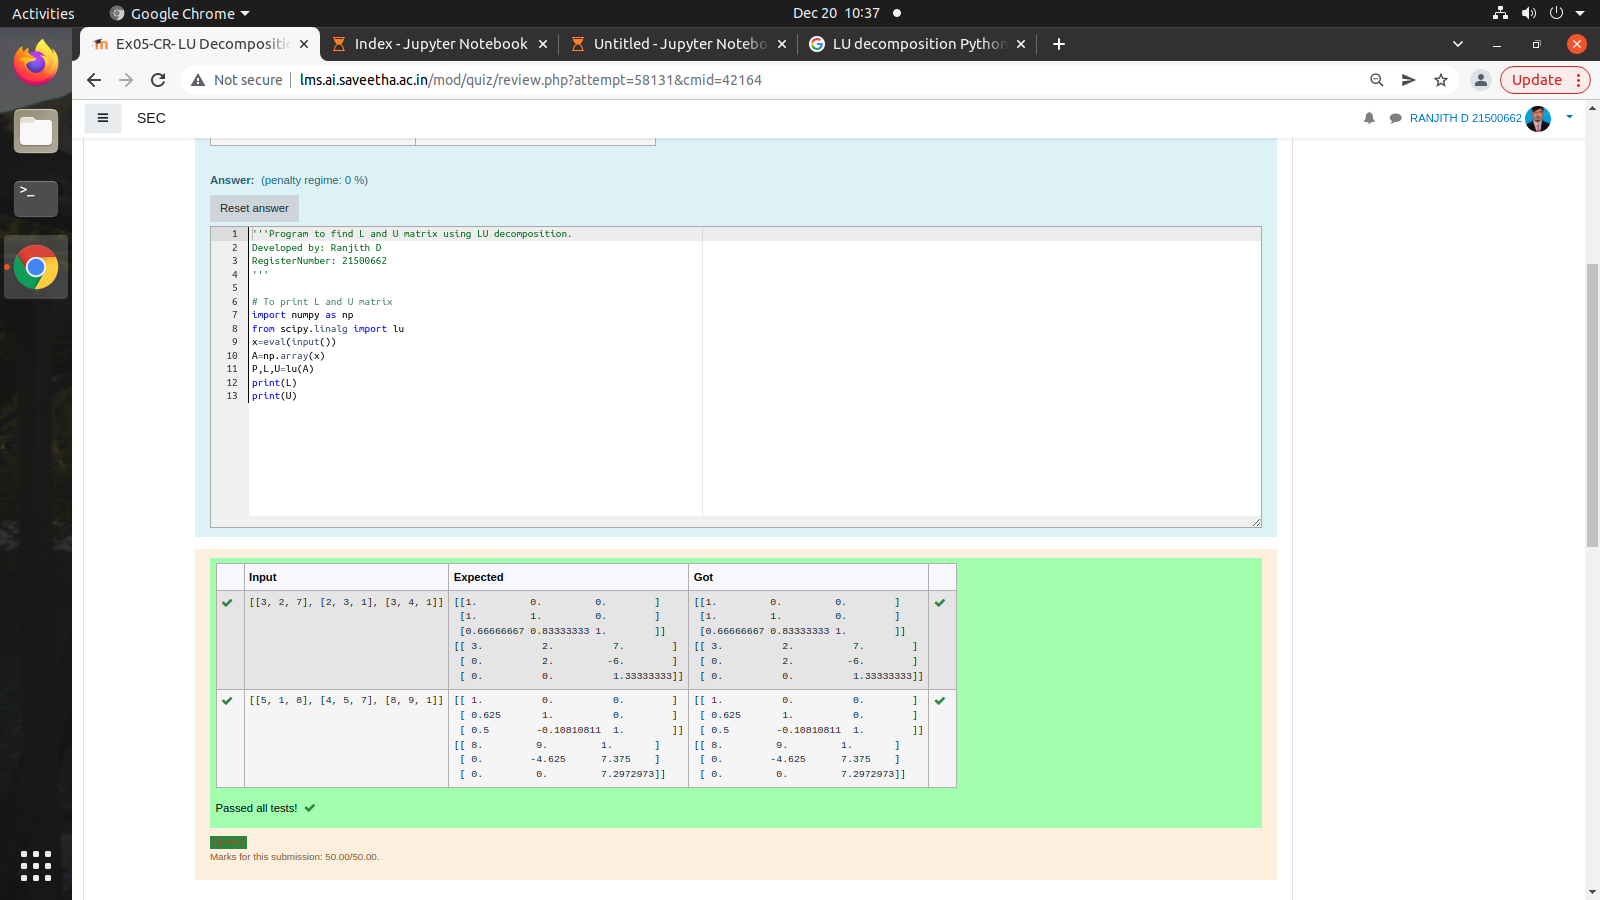 Activities
Google Chrome
Dec 20 10:37
Ex05-CR- LU Decompositi
Index - Jupyter Notebook
Untitled - Jupyter Notebo
LU decomposition Python
Not secure
lms.ai.saveetha.ac.in/mod/quiz/review.php?attempt=58131&cmid=42164
Update
SEC
RANJITH D 21500662
Answer: (penalty regime: 0 %)
Reset answer
1 '''Program to find L and U matrix using LU decomposition.
2 Developed by: Ranjith D
3 RegisterNumber: 21500662
4 '''
5
6 # To print L and U matrix
7 import numpy as np
8 from scipy.linalg import lu
9 x=eval(input())
10 A=np.array(x)
11 P,L,U=lu(A)
12 print(L)
13 print(U)
Input Expected Got
[[3, 2, 7], [2, 3, 1], [3, 4, 1]] [[1. 0. 0. ] [[1. 0. 0. ]
[1. 1. 0. ] [1. 1. 0. ]
[0.66666667 0.83333333 1. ]] [0.66666667 0.83333333 1. ]]
[[ 3. 2. 7. ] [[ 3. 2. 7. ]
[ 0. 2. -6. ] [ 0. 2. -6. ]
[ 0. 0. 1.33333333]] [ 0. 0. 1.33333333]]
[[5, 1, 8], [4, 5, 7], [8, 9, 1]] [[ 1. 0. 0. ] [[ 1. 0. 0. ]
[ 0.625 1. 0. ] [ 0.625 1. 0. ]
[ 0.5 -0.10810811 1. ]] [ 0.5 -0.10810811 1. ]]
[[ 8. 9. 1. ] [[ 8. 9. 1. ]
[ 0. -4.625 7.375 ] [ 0. -4.625 7.375 ]
[ 0. 0. 7.2972973]] [ 0. 0. 7.2972973]]
Passed all tests!
Marks for this submission: 50.00/50.00.